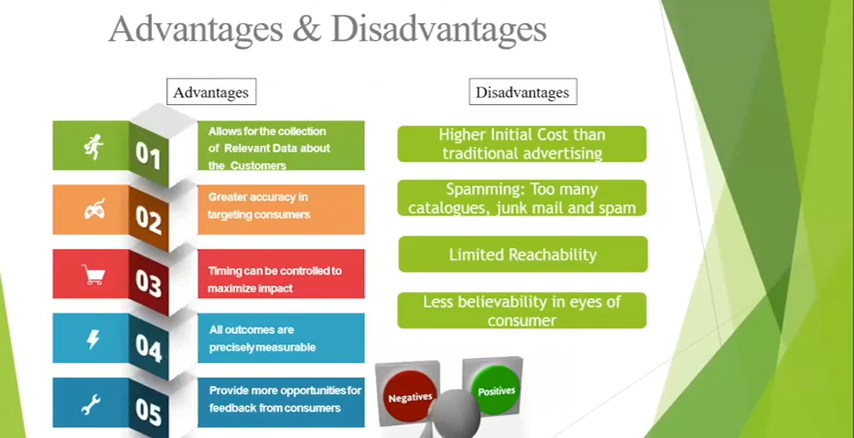 Advantages & Disadvantages
Advantages
01
Allows for the collection
of Relevant Data about
the Customers
02
Greater accuracy in
targeting consumers
03
Timing can be controlled to
maximize impact
04
All outcomes are
precisely measurable
05
Provide more opportunities for
feedback from consumers
Disadvantages
Higher Initial Cost than
traditional advertising
Spamming: Too many
catalogues, junk mail and spam
Limited Reachability
Less believability in eyes of
consumer
Negatives
Positives